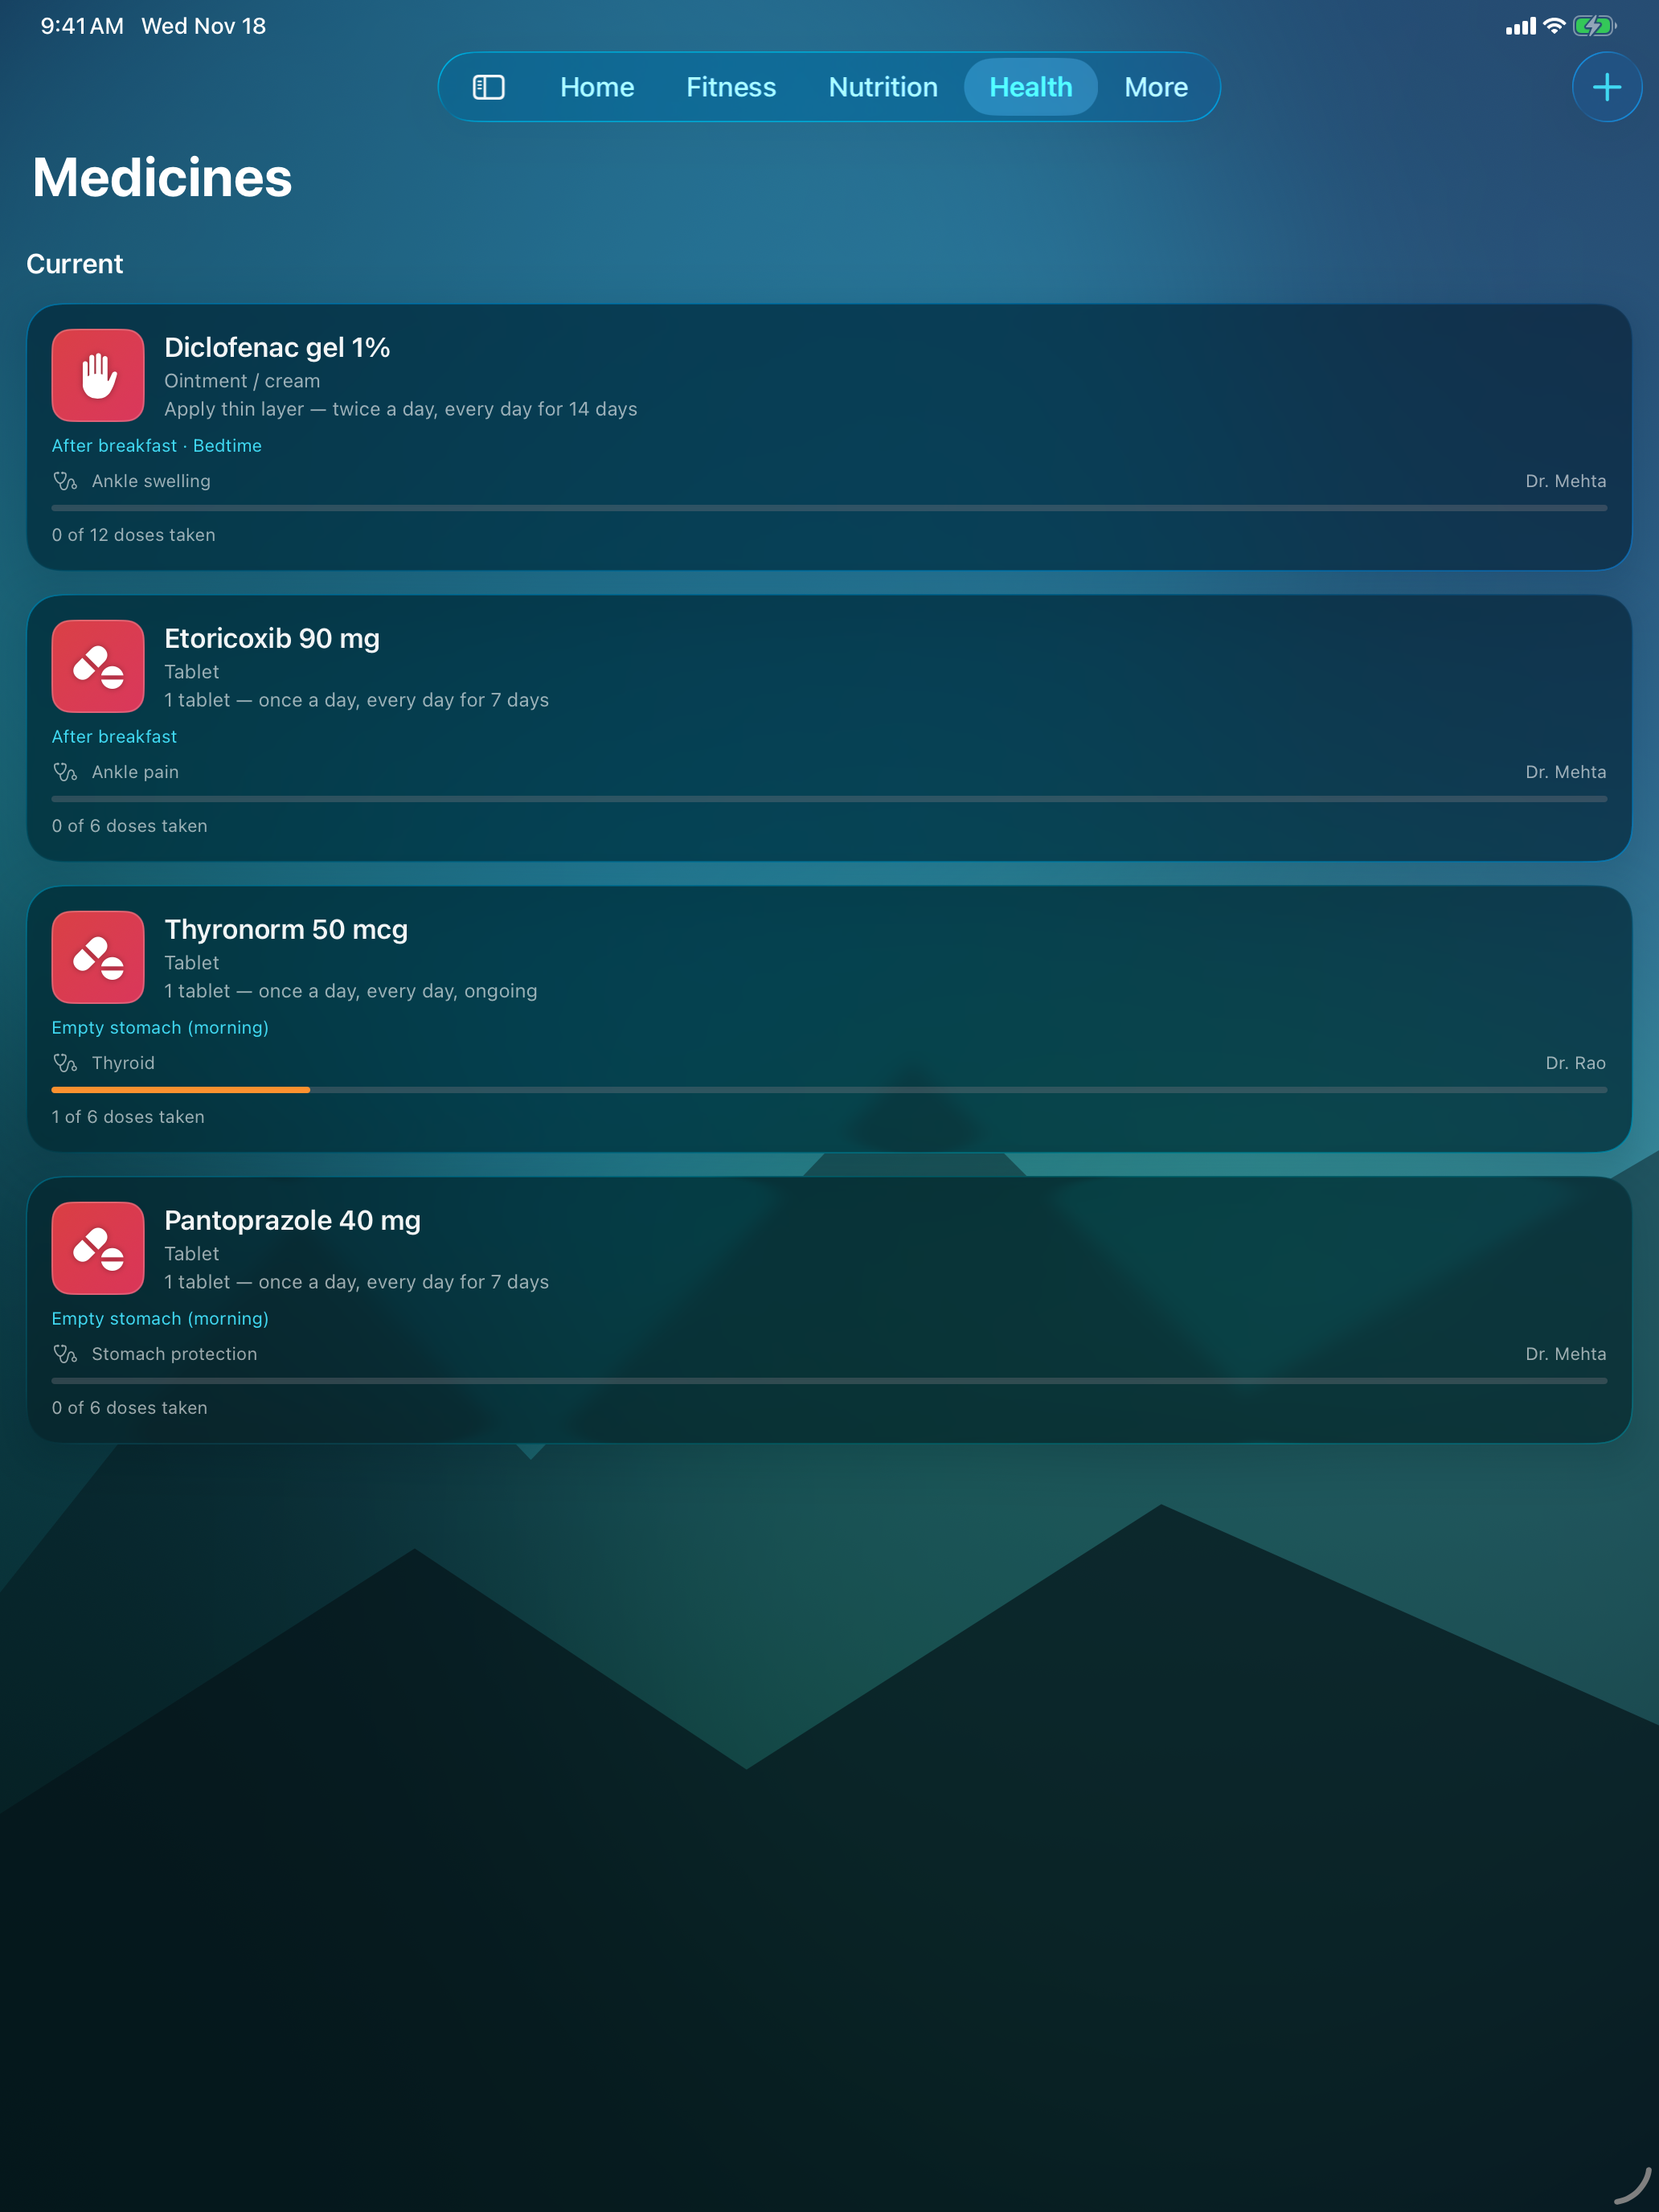 9:41 AM Wed Nov 18
Home Fitness Nutrition Health More
Medicines
Current
Diclofenac gel 1%
Ointment / cream
Apply thin layer — twice a day, every day for 14 days
After breakfast · Bedtime
Ankle swelling Dr. Mehta
0 of 12 doses taken
Etoricoxib 90 mg
Tablet
1 tablet — once a day, every day for 7 days
After breakfast
Ankle pain Dr. Mehta
0 of 6 doses taken
Thyronorm 50 mcg
Tablet
1 tablet — once a day, every day, ongoing
Empty stomach (morning)
Thyroid Dr. Rao
1 of 6 doses taken
Pantoprazole 40 mg
Tablet
1 tablet — once a day, every day for 7 days
Empty stomach (morning)
Stomach protection Dr. Mehta
0 of 6 doses taken